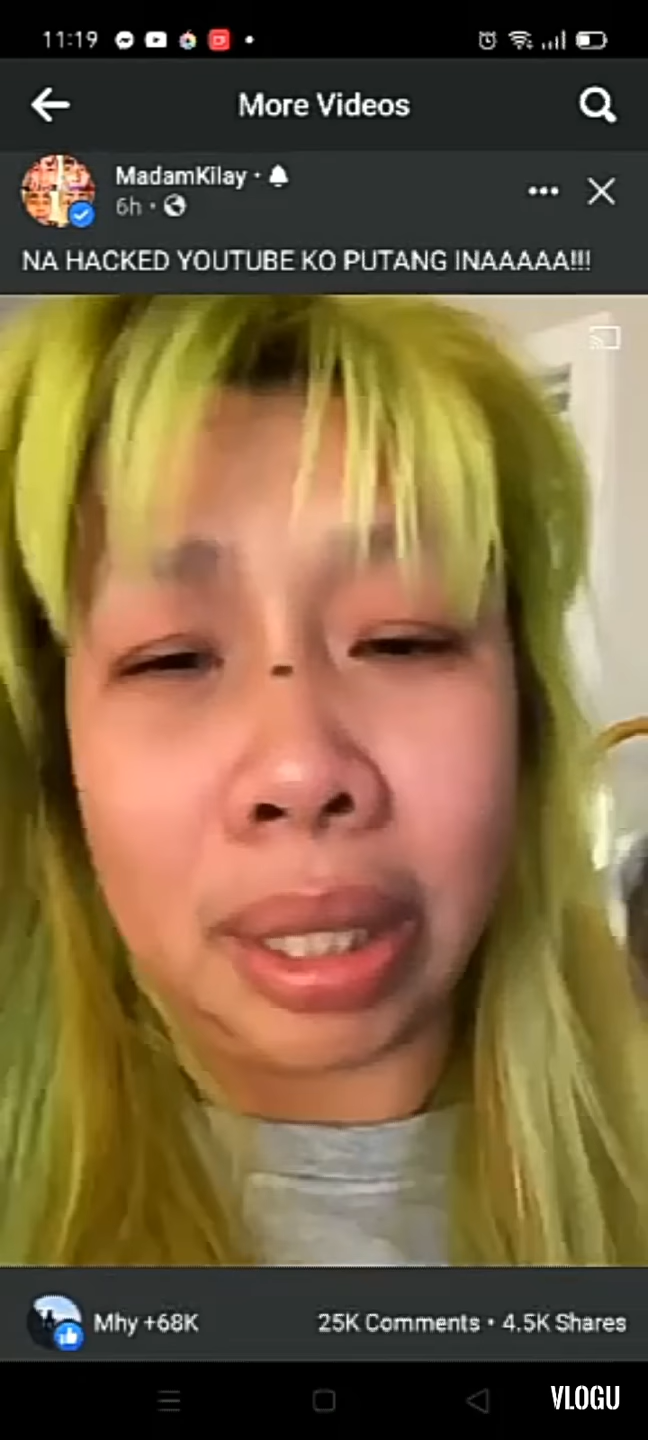 11:19
More Videos
MadamKilay ·
6h ·
NA HACKED YOUTUBE KO PUTANG INAAAAA!!!
Mhy +68K
25K Comments • 4.5K Shares
VLOGU